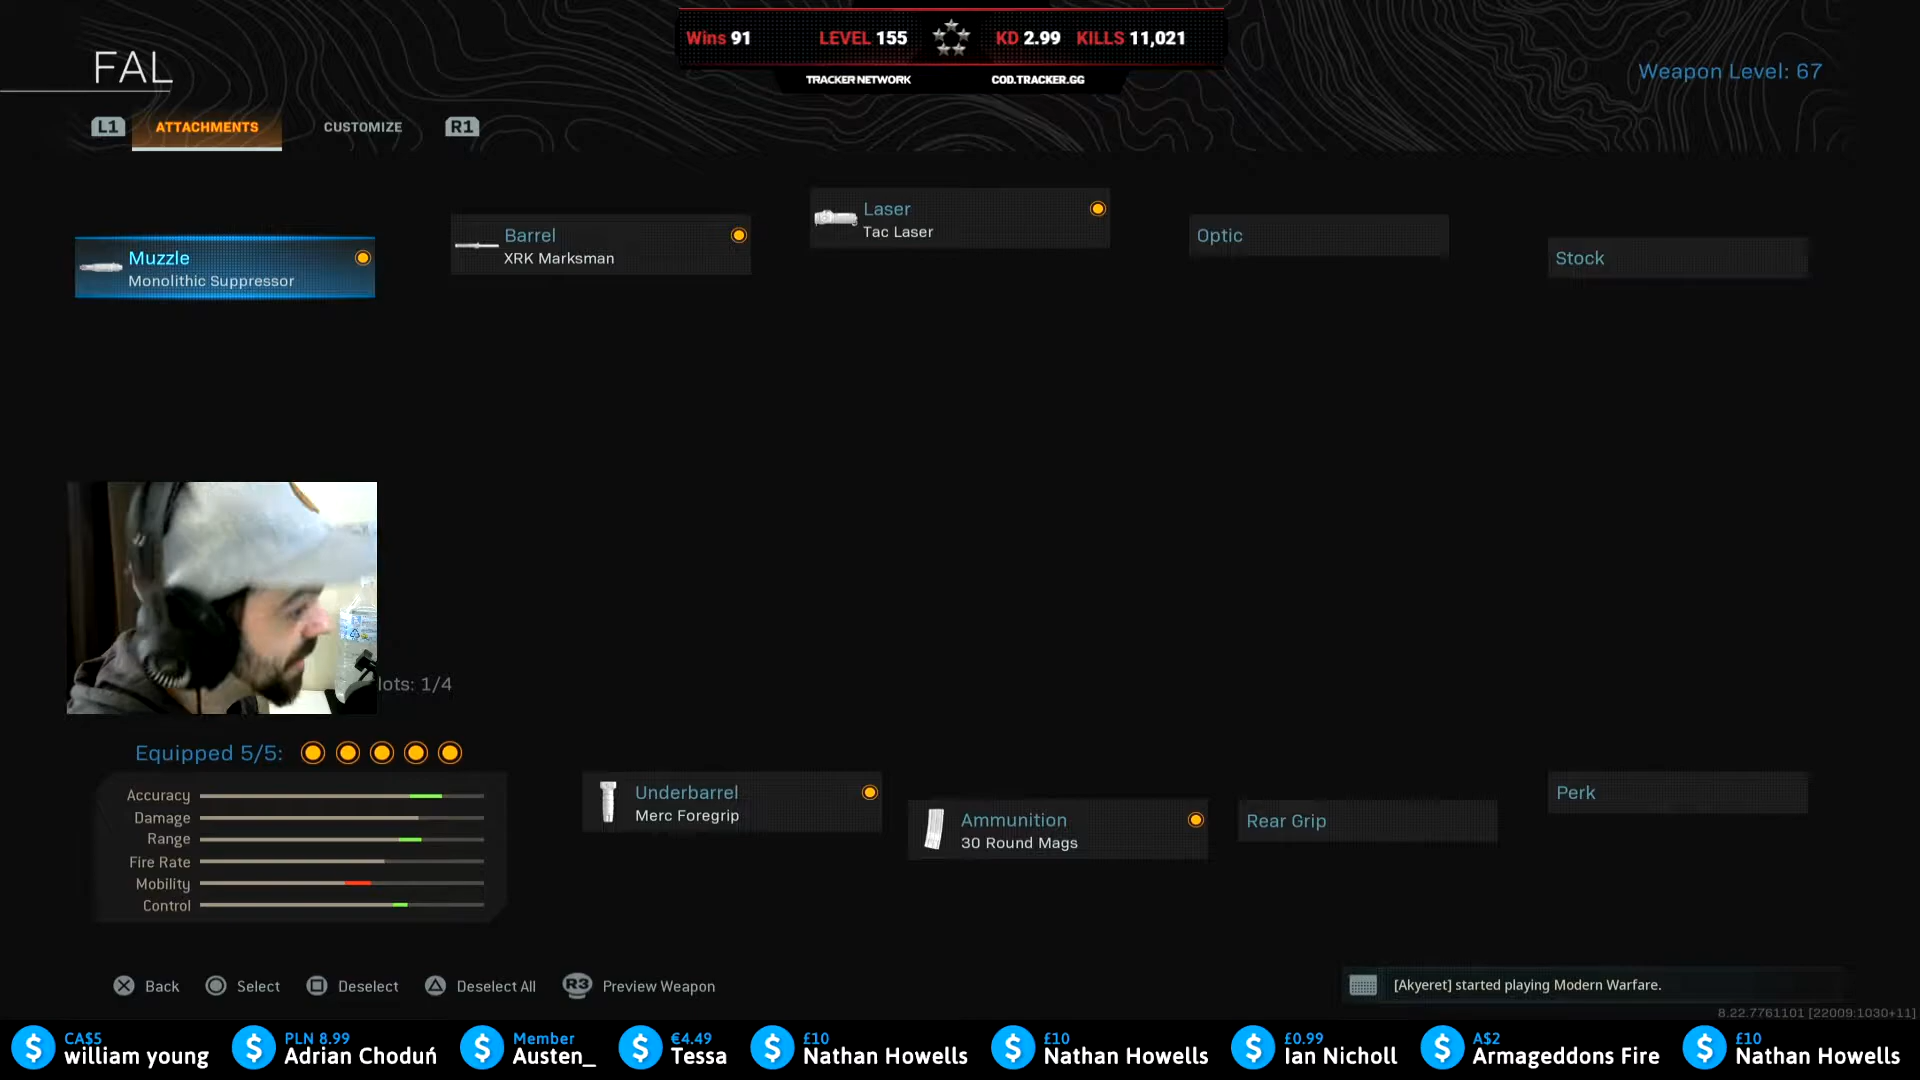 Wins 91 LEVEL 155 KD 2.99 KILLS 11,021
TRACKER NETWORK COD.TRACKER.GG
FAL
Weapon Level: 67
L1 ATTACHMENTS CUSTOMIZE R1
Muzzle
Monolithic Suppressor
Barrel
XRK Marksman
Laser
Tac Laser
Optic
Stock
lots: 1/4
Equipped 5/5:
Accuracy
Damage
Range
Fire Rate
Mobility
Control
Underbarrel
Merc Foregrip
Ammunition
30 Round Mags
Rear Grip
Perk
Back Select Deselect Deselect All R3 Preview Weapon
[Akyeret] started playing Modern Warfare.
8.22.7761101 [22009:1030+11]
$ CA$5
william young
$ PLN 8.99
Adrian Choduń
$ Member
Austen_
$ €4.49
Tessa
$ £10
Nathan Howells
$ £10
Nathan Howells
$ £0.99
Ian Nicholl
$ A$2
Armageddons Fire
$ £10
Nathan Howells